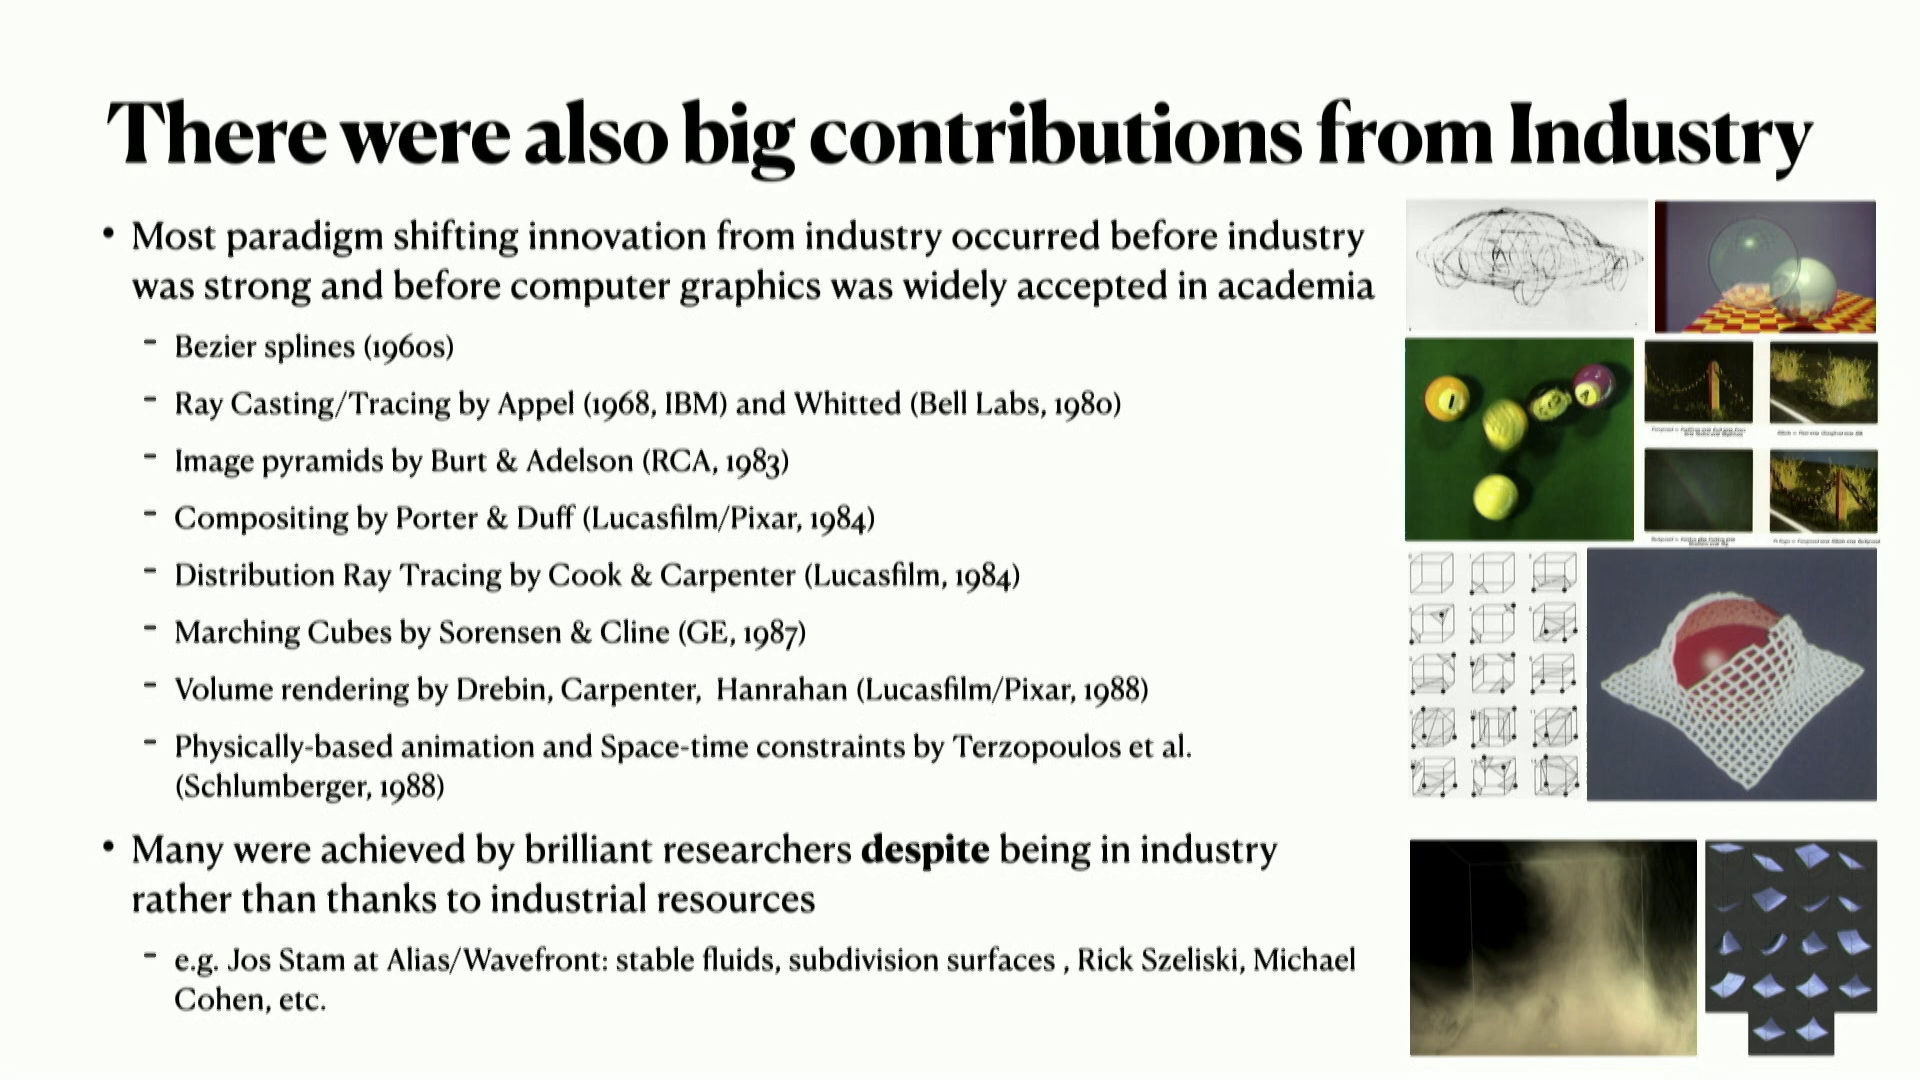 There were also big contributions from Industry
• Most paradigm shifting innovation from industry occurred before industry
was strong and before computer graphics was widely accepted in academia
- Bezier splines (1960s)
- Ray Casting/Tracing by Appel (1968, IBM) and Whitted (Bell Labs, 1980)
- Image pyramids by Burt & Adelson (RCA, 1983)
- Compositing by Porter & Duff (Lucasfilm/Pixar, 1984)
- Distribution Ray Tracing by Cook & Carpenter (Lucasfilm, 1984)
- Marching Cubes by Sorensen & Cline (GE, 1987)
- Volume rendering by Drebin, Carpenter,  Hanrahan (Lucasfilm/Pixar, 1988)
- Physically-based animation and Space-time constraints by Terzopoulos et al.
(Schlumberger, 1988)
• Many were achieved by brilliant researchers despite being in industry
rather than thanks to industrial resources
- e.g. Jos Stam at Alias/Wavefront: stable fluids, subdivision surfaces , Rick Szeliski, Michael
Cohen, etc.